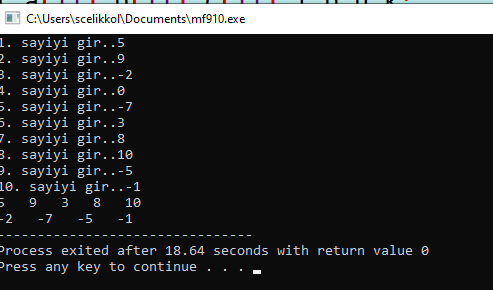 C:\Users\scelikkol\Documents\mf910.exe
1. sayiyi gir..5
2. sayiyi gir..9
3. sayiyi gir..-2
4. sayiyi gir..0
5. sayiyi gir..-7
6. sayiyi gir..3
7. sayiyi gir..8
8. sayiyi gir..10
9. sayiyi gir..-5
10. sayiyi gir..-1
5 9 3 8 10
-2 -7 -5 -1
--------------------------------
Process exited after 18.64 seconds with return value 0
Press any key to continue . . .